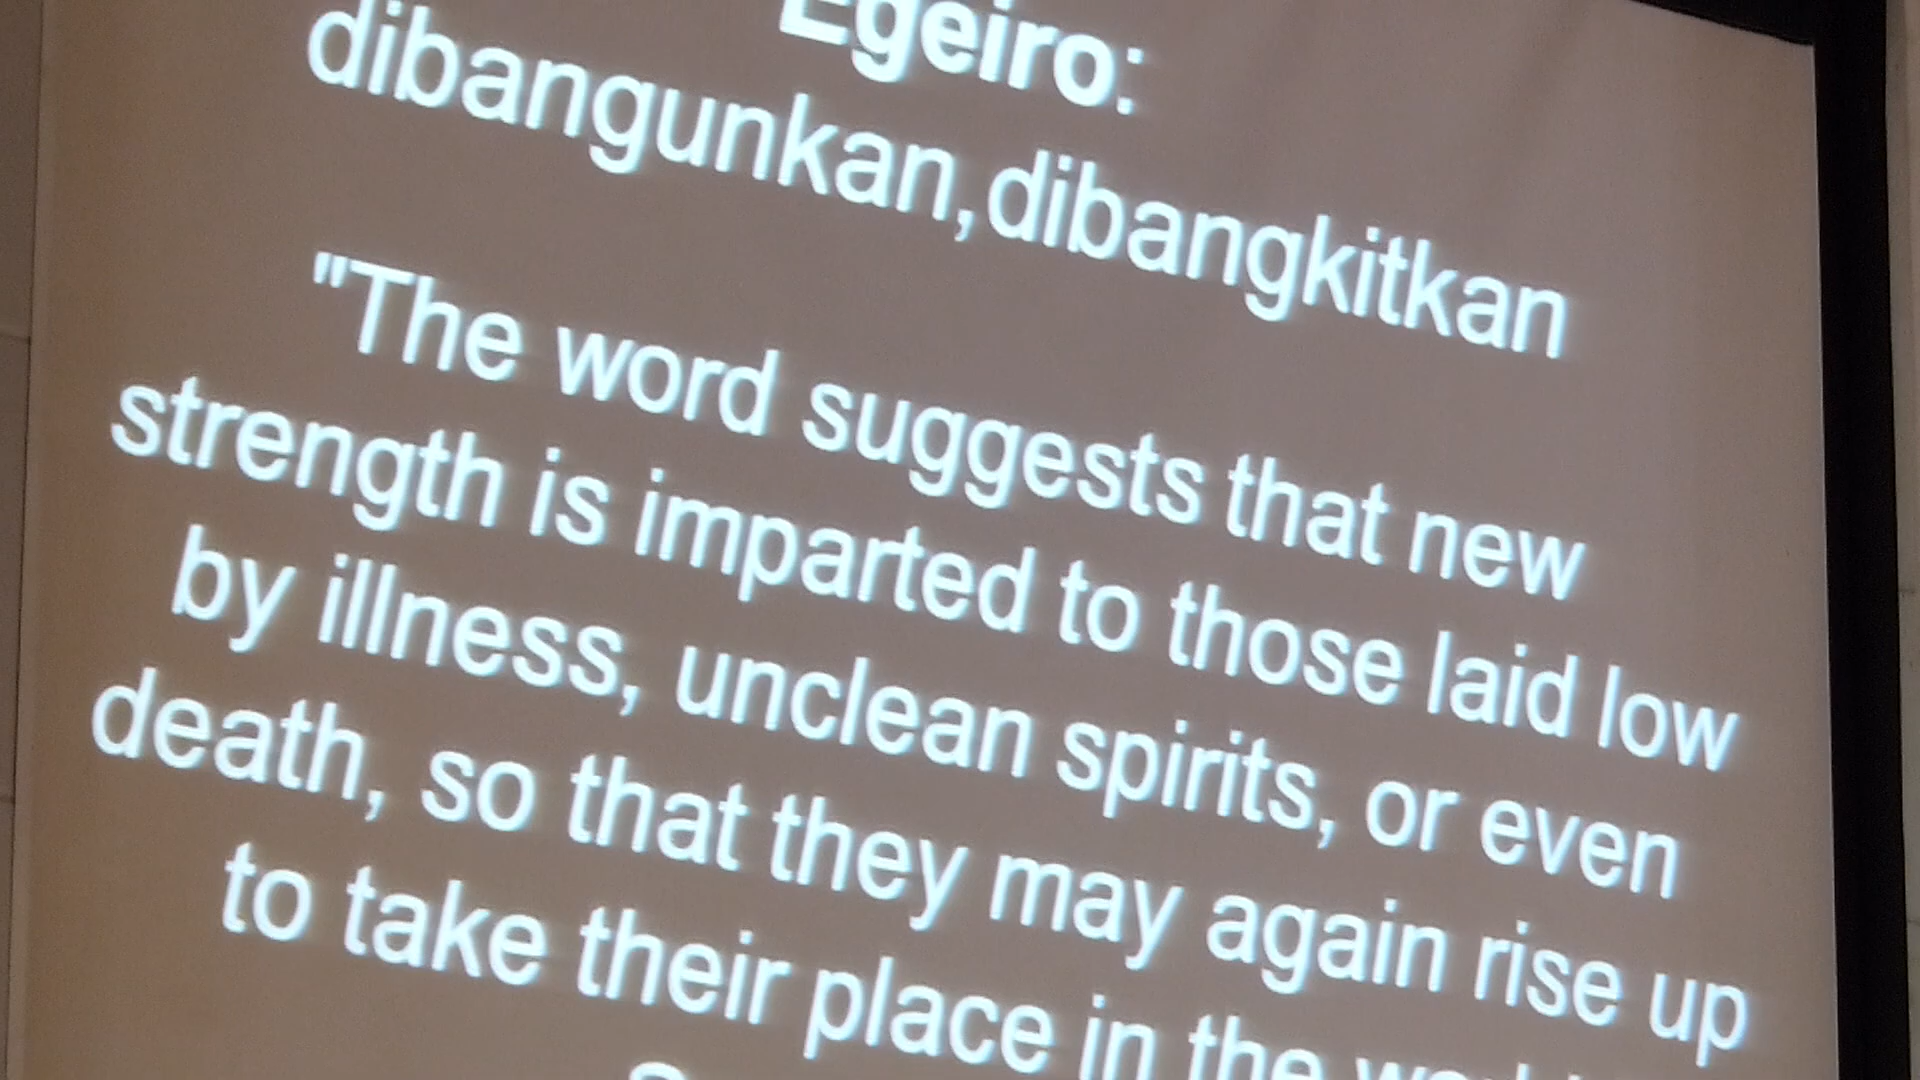 Egeiro:
dibangunkan, dibangkitkan
"The word suggests that new
strength is imparted to those laid low
by illness, unclean spirits, or even
death, so that they may again rise up
to take their place in the